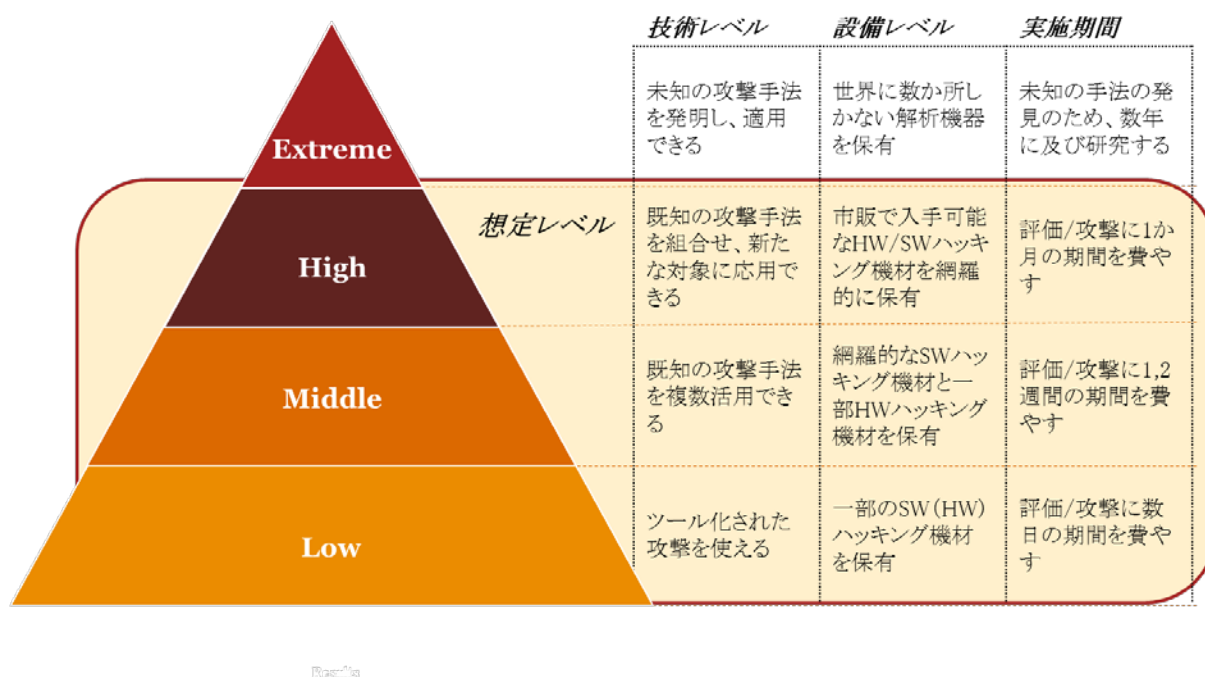 技術レベル
設備レベル
実施期間
Extreme
未知の攻撃手法
を発明し、適用
できる
世界に数か所し
かない解析機器
を保有
未知の手法の発
見のため、数年
に及び研究する
想定レベル
High
既知の攻撃手法
を組合せ、新た
な対象に応用で
きる
市販で入手可能
なHW/SWハッキ
ング機材を網羅
的に保有
評価/攻撃に1か
月の期間を費や
す
Middle
既知の攻撃手法
を複数活用でき
る
網羅的なSWハッ
キング機材と一
部HWハッキング
機材を保有
評価/攻撃に1,2
週間の期間を費
やす
Low
ツール化された
攻撃を使える
一部のSW(HW)
ハッキング機材
を保有
評価/攻撃に数
日の期間を費や
す
Results